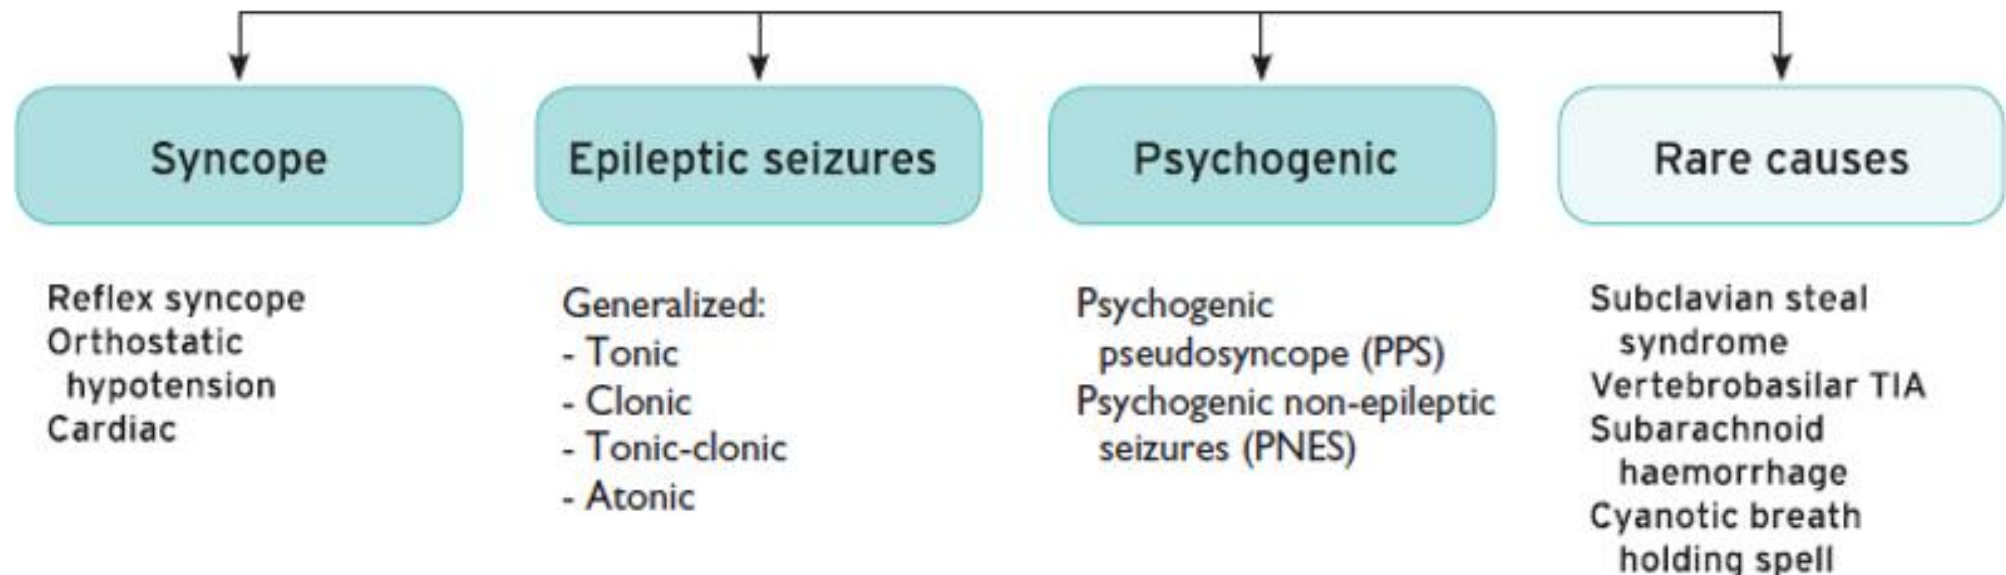 Syncope
Reflex syncope
Orthostatic
hypotension
Cardiac
Epileptic seizures
Generalized:
- Tonic
- Clonic
- Tonic-clonic
- Atonic
Psychogenic
Psychogenic
pseudosyncope (PPS)
Psychogenic non-epileptic
seizures (PNES)
Rare causes
Subclavian steal
syndrome
Vertebrobasilar TIA
Subarachnoid
haemorrhage
Cyanotic breath
holding spell